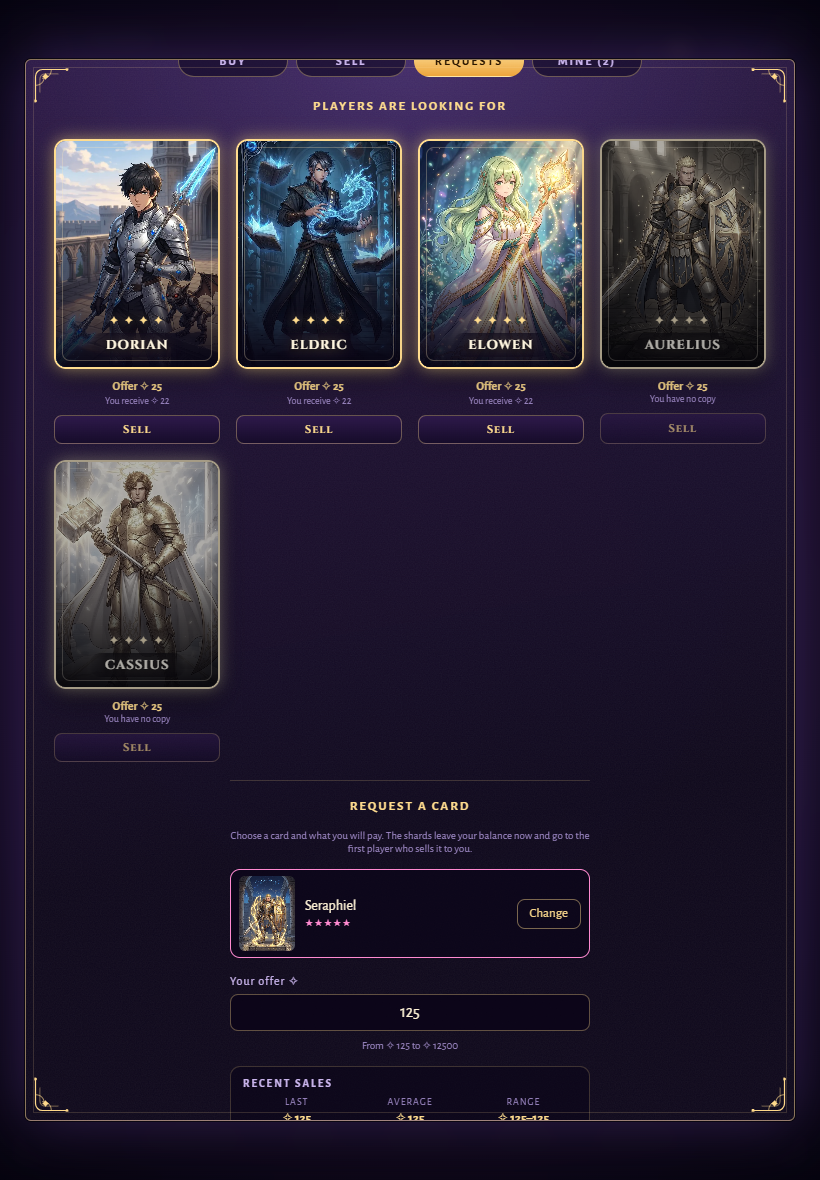 BUY SELL REQUESTS MINE (2)
PLAYERS ARE LOOKING FOR
DORIAN ELDRIC ELOWEN AURELIUS
Offer ✧ 25 Offer ✧ 25 Offer ✧ 25 Offer ✧ 25
You receive ✧ 22 You receive ✧ 22 You receive ✧ 22 You have no copy
SELL SELL SELL SELL
CASSIUS
Offer ✧ 25
You have no copy
SELL
REQUEST A CARD
Choose a card and what you will pay. The shards leave your balance now and go to the
first player who sells it to you.
Seraphiel
Change
Your offer ✧
125
From ✧ 125 to ✧ 12500
RECENT SALES
LAST AVERAGE RANGE
✧ 125 ✧ 125 ✧ 125–125